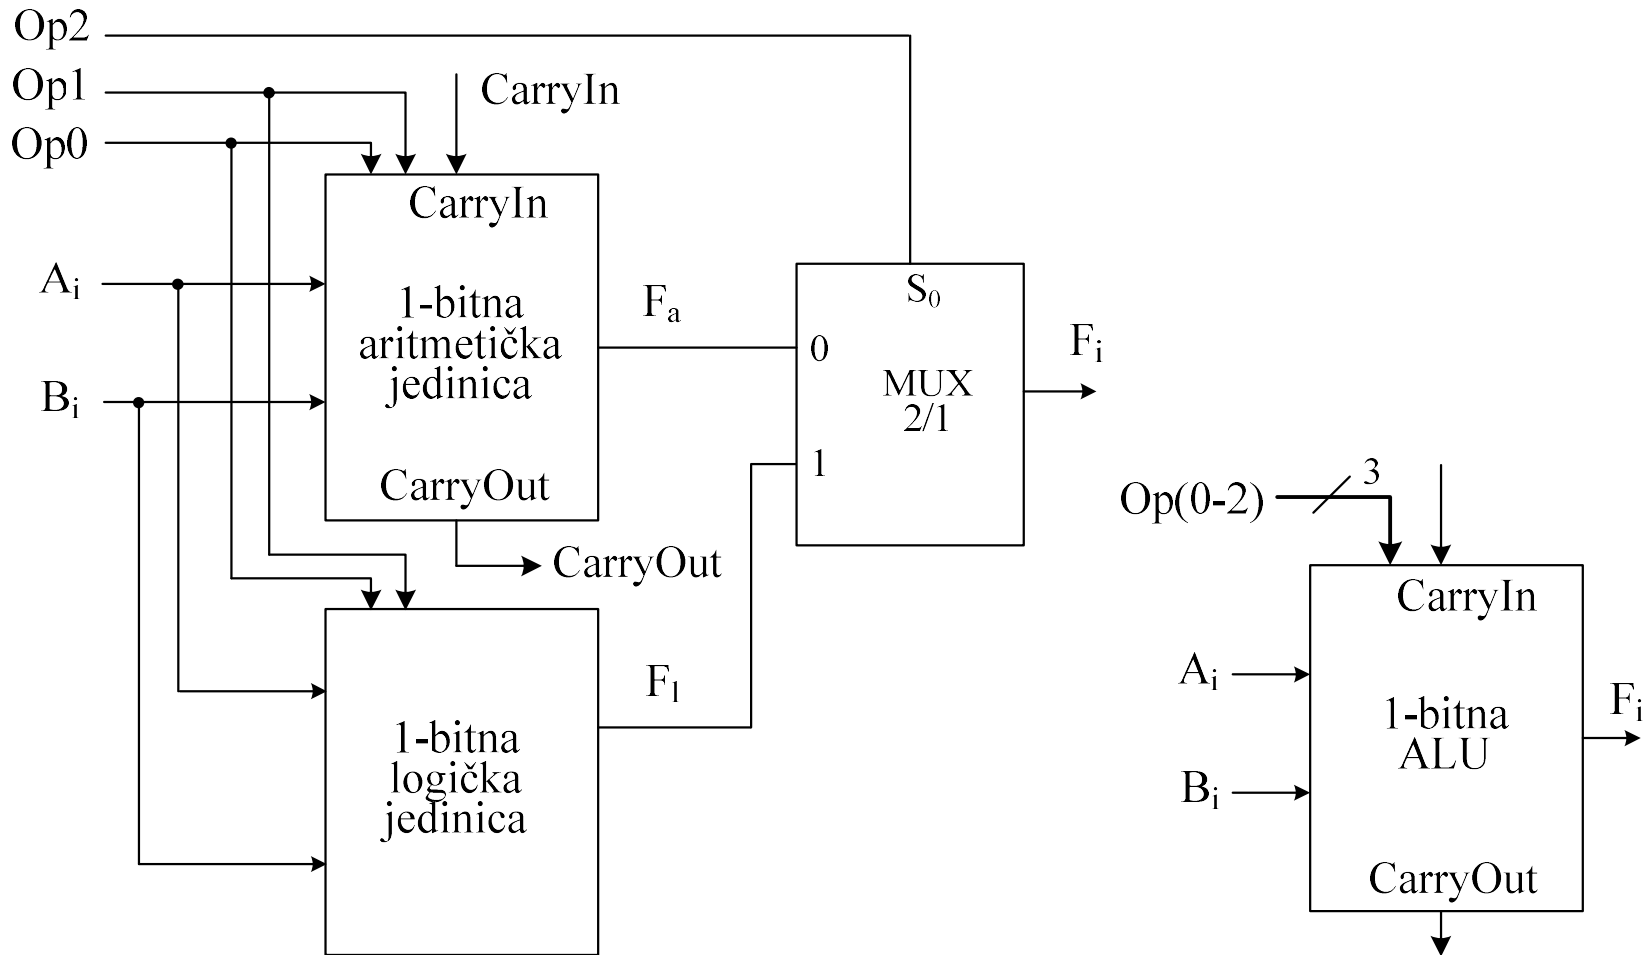 Op2
Op1
Op0
CarryIn
CarryIn
Ai
Bi
1-bitna
aritmetička
jedinica
CarryOut
CarryOut
Fa
S0
0
MUX
2/1
1
Fi
1-bitna
logička
jedinica
Fl
Op(0-2)
3
CarryIn
Ai
Bi
1-bitna
ALU
Fi
CarryOut